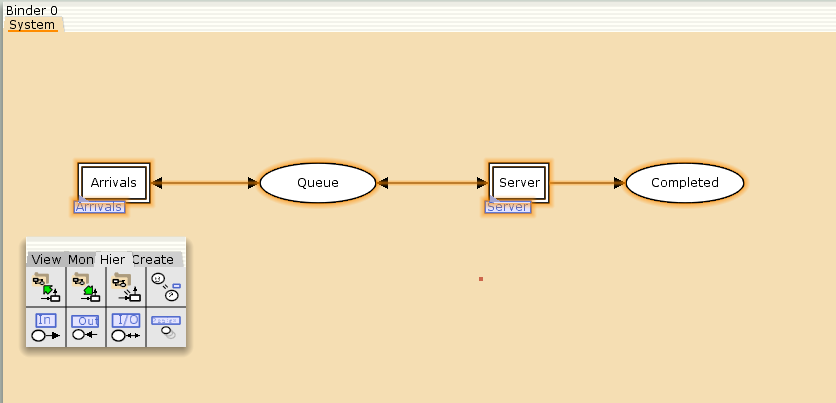 Binder 0
System
Arrivals
Queue
Server
Completed
Arrivals
Server
View Mon Hier Create
In Out I/O